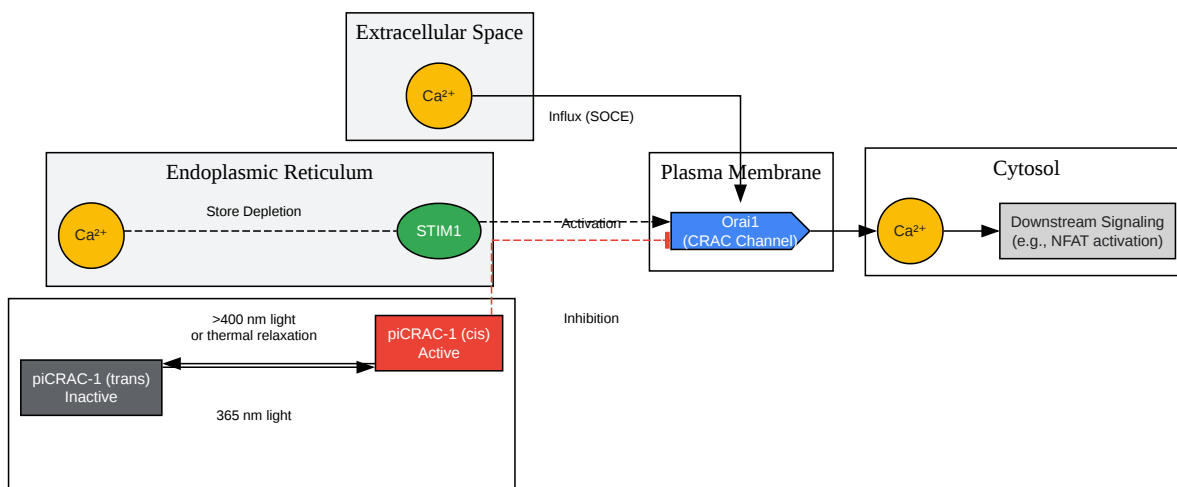 Extracellular Space
Ca²⁺
Influx (SOCE)
Endoplasmic Reticulum
Store Depletion
Ca²⁺
STIM1
Activation
Plasma Membrane
Orai1
(CRAC Channel)
Cytosol
Ca²⁺
Downstream Signaling
(e.g., NFAT activation)
>400 nm light
or thermal relaxation
piCRAC-1 (cis)
Active
Inhibition
piCRAC-1 (trans)
Inactive
365 nm light